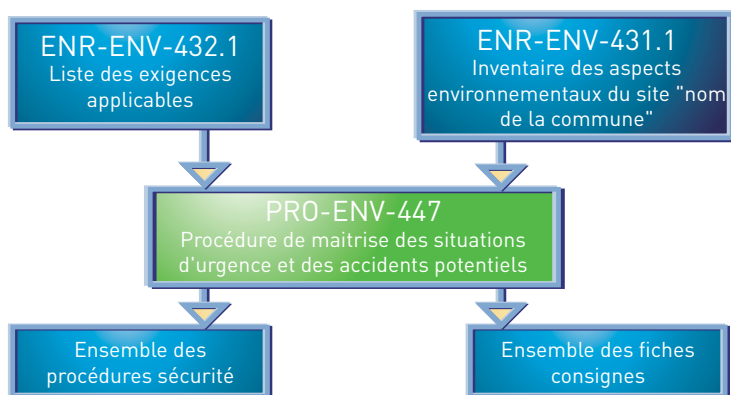 ENR-ENV-432.1
Liste des exigences
applicables
ENR-ENV-431.1
Inventaire des aspects
environnementaux du site "nom
de la commune"
PRO-ENV-447
Procédure de maitrise des situations
d'urgence et des accidents potentiels
Ensemble des
procédures sécurité
Ensemble des fiches
consignes